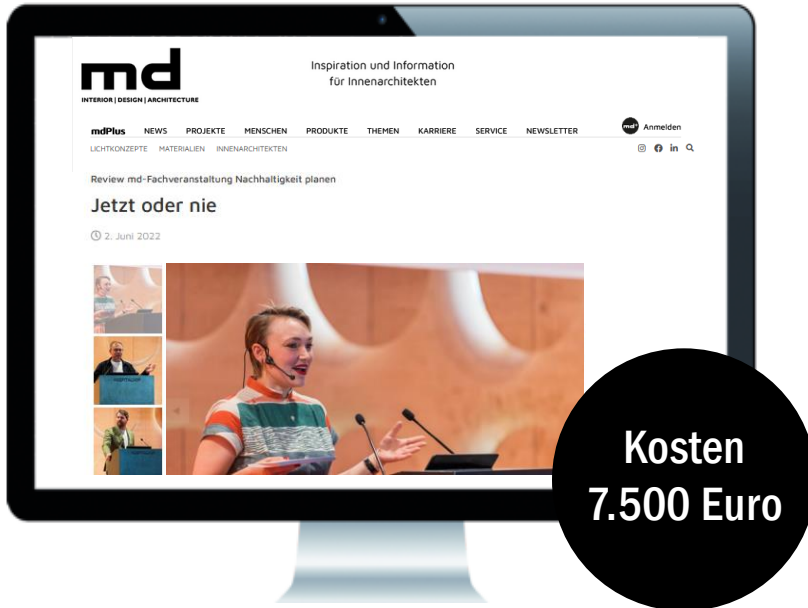 md
INTERIOR | DESIGN | ARCHITECTURE
Inspiration und Information
für Innenarchitekten
mdPlus NEWS PROJEKTE MENSCHEN PRODUKTE THEMEN KARRIERE SERVICE NEWSLETTER
md+ Anmelden
LICHTKONZEPTE MATERIALIEN INNENARCHITEKTEN
Review md-Fachveranstaltung Nachhaltigkeit planen
Jetzt oder nie
2. Juni 2022
Kosten
7.500 Euro